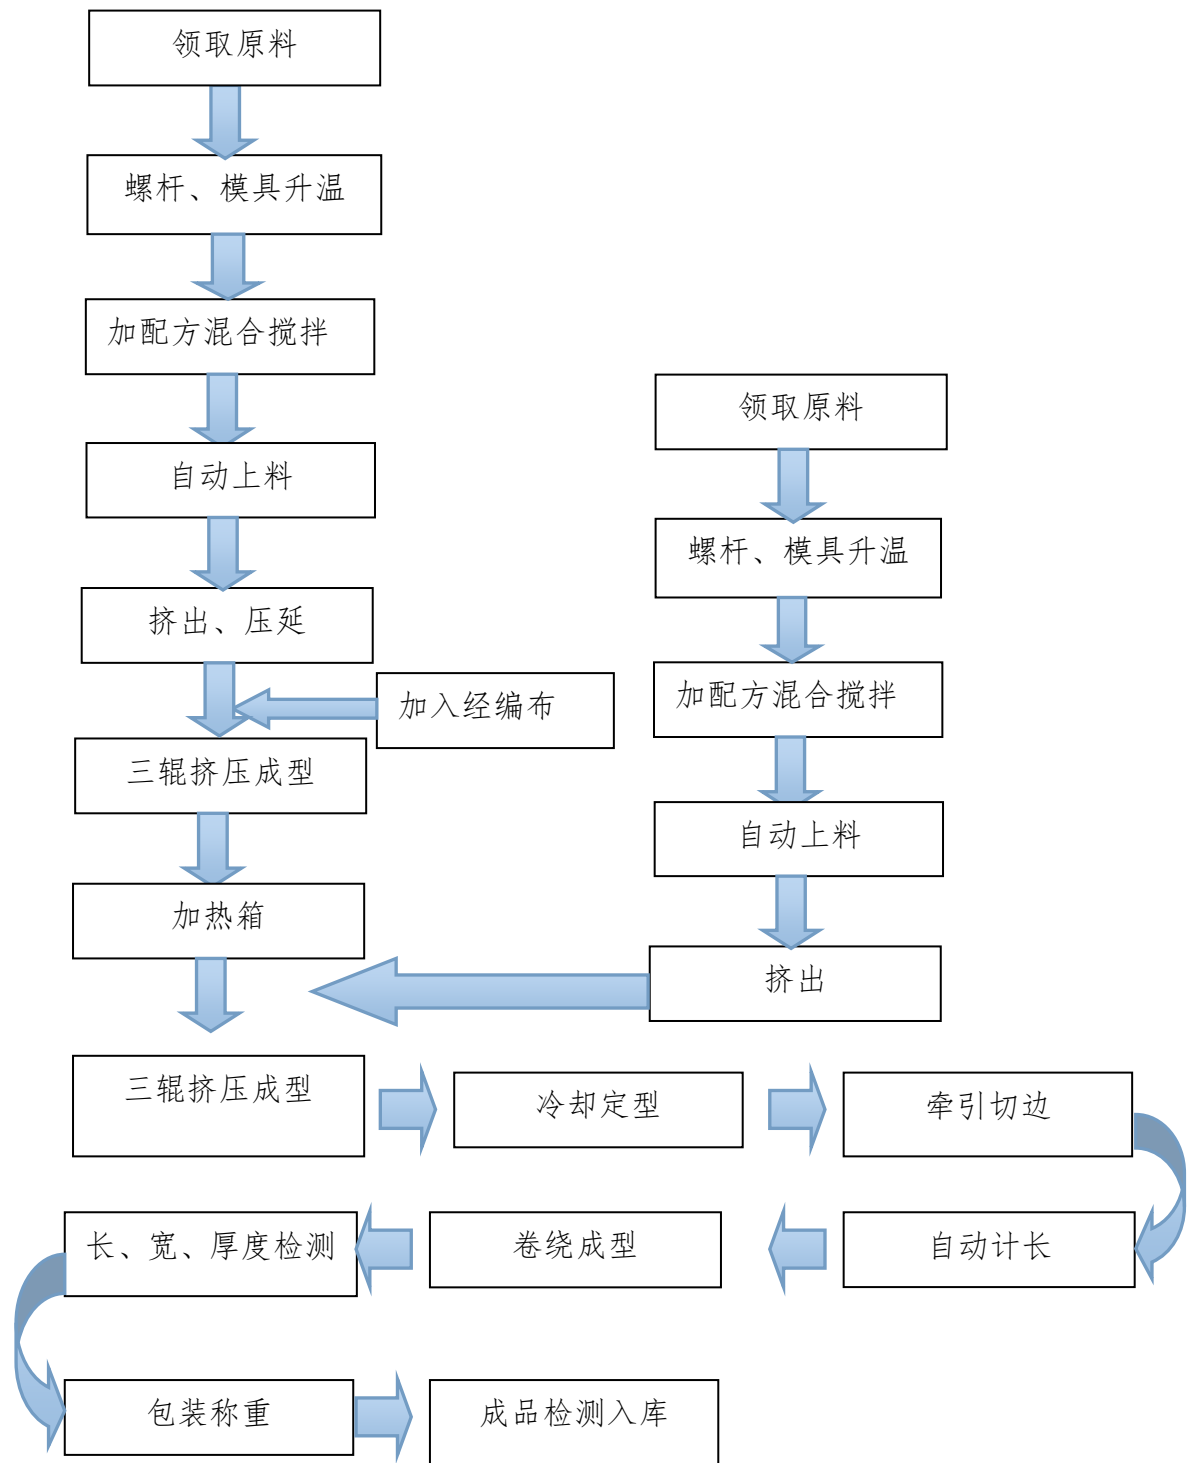 领取原料
螺杆、模具升温
加配方混合搅拌
自动上料
挤出、压延
加入经编布
三辊挤压成型
加热箱
领取原料
螺杆、模具升温
加配方混合搅拌
自动上料
挤出
三辊挤压成型
冷却定型
牵引切边
自动计长
卷绕成型
长、宽、厚度检测
包装称重
成品检测入库